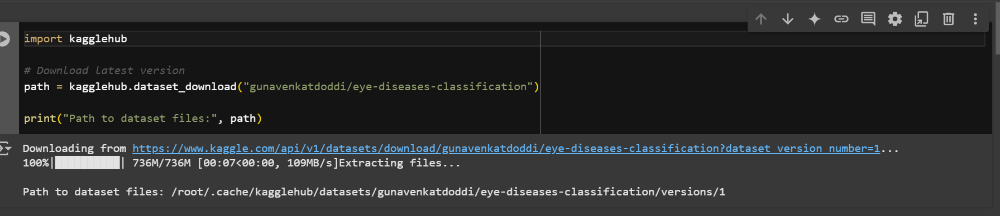 import kagglehub
# Download latest version
path = kagglehub.dataset_download("gunavenkatdoddi/eye-diseases-classification")
print("Path to dataset files:", path)
Downloading from https://www.kaggle.com/api/v1/datasets/download/gunavenkatdoddi/eye-diseases-classification?dataset_version_number=1...
100%|██████████| 736M/736M [00:07<00:00, 109MB/s]Extracting files...
Path to dataset files: /root/.cache/kagglehub/datasets/gunavenkatdoddi/eye-diseases-classification/versions/1